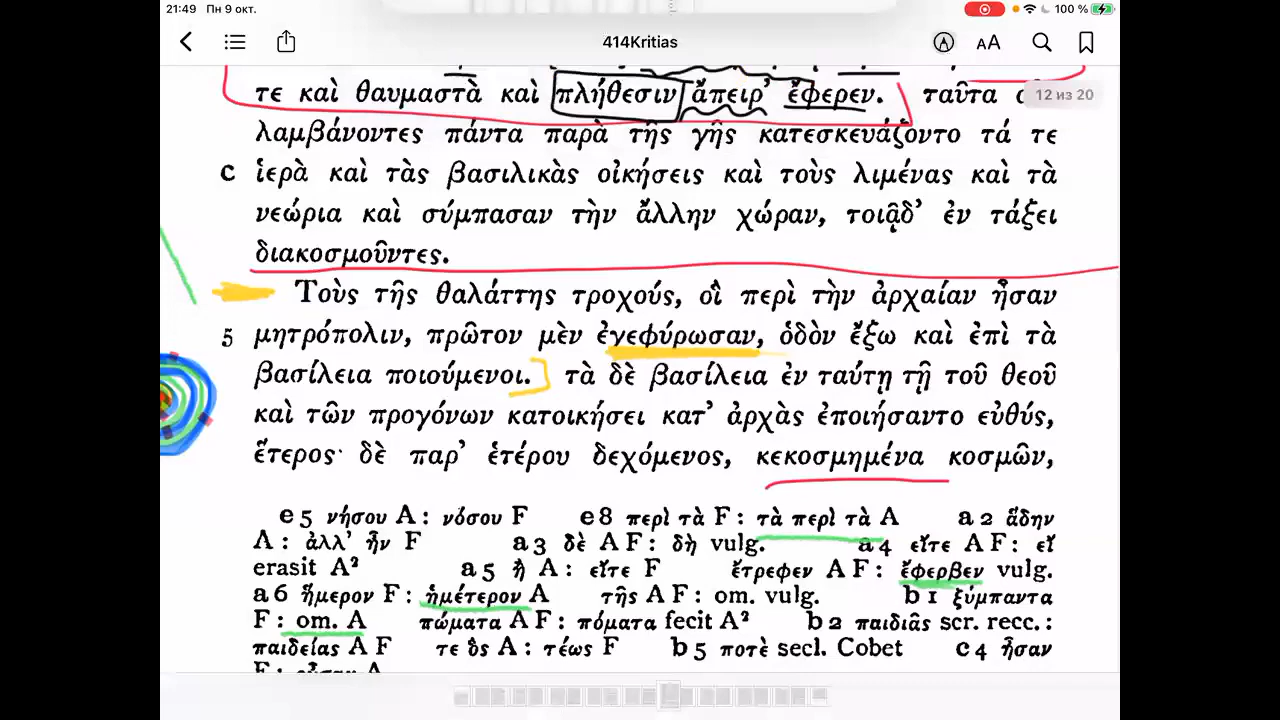 21:49 Пн 9 окт.
100 %
414Kritias
AA
12 из 20
τε καὶ θαυμαστὰ καὶ πλήθεσιν ἄπειρ' ἔφερεν. ταῦτα
λαμβάνοντες πάντα παρὰ τῆς γῆς κατεσκευάζοντο τά τε
c ἱερὰ καὶ τὰς βασιλικὰς οἰκήσεις καὶ τοὺς λιμένας καὶ τὰ
νεώρια καὶ σύμπασαν τὴν ἄλλην χώραν, τοιᾷδ' ἐν τάξει
διακοσμοῦντες.
Τοὺς τῆς θαλάττης τροχούς, οἳ περὶ τὴν ἀρχαίαν ἦσαν
5 μητρόπολιν, πρῶτον μὲν ἐγεφύρωσαν, ὁδὸν ἔξω καὶ ἐπὶ τὰ
βασίλεια ποιούμενοι. τὰ δὲ βασίλεια ἐν ταύτῃ τῇ τοῦ θεοῦ
καὶ τῶν προγόνων κατοικήσει κατ' ἀρχὰς ἐποιήσαντο εὐθύς,
ἕτερος δὲ παρ' ἑτέρου δεχόμενος, κεκοσμημένα κοσμῶν,
e 5 νήσου A: νόσου F e 8 περὶ τὰ F: τὰ περὶ τὰ A a 2 ἄδην
A: ἀλλ' ἦν F a 3 δὲ A F: δὴ vulg. a 4 εἴτε A F: εἴ
erasit A² a 5 ἢ A: εἴτε F ἔτρεφεν A F: ἔφερβεν vulg.
a 6 ἥμερον F: ἡμέτερον A τῆς A F: om. vulg. b 1 ξύμπαντα
F: om. A πώματα A F: πόματα fecit A² b 2 παιδιᾶς scr. recc.:
παιδείας A F τε ὃς A: τέως F b 5 ποτὲ secl. Cobet c 4 ἦσαν